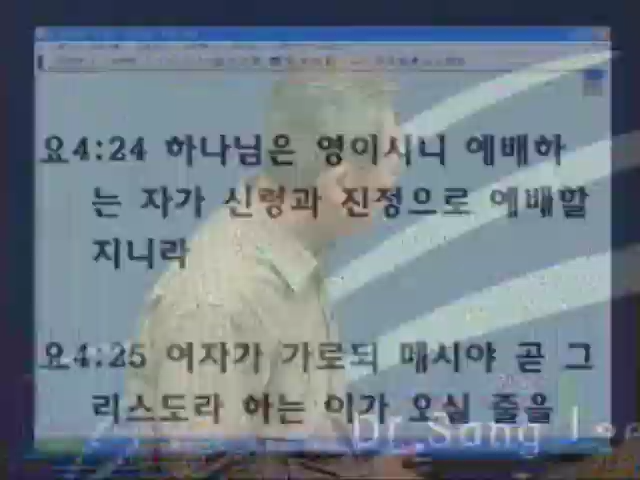 요4:24 하나님은 영이시니 예배하
는 자가 신령과 진정으로 예배할
지니라
요4:25 여자가 가로되 메시야 곧 그
리스도라 하는 이가 오실 줄을
Dr.Sang lee